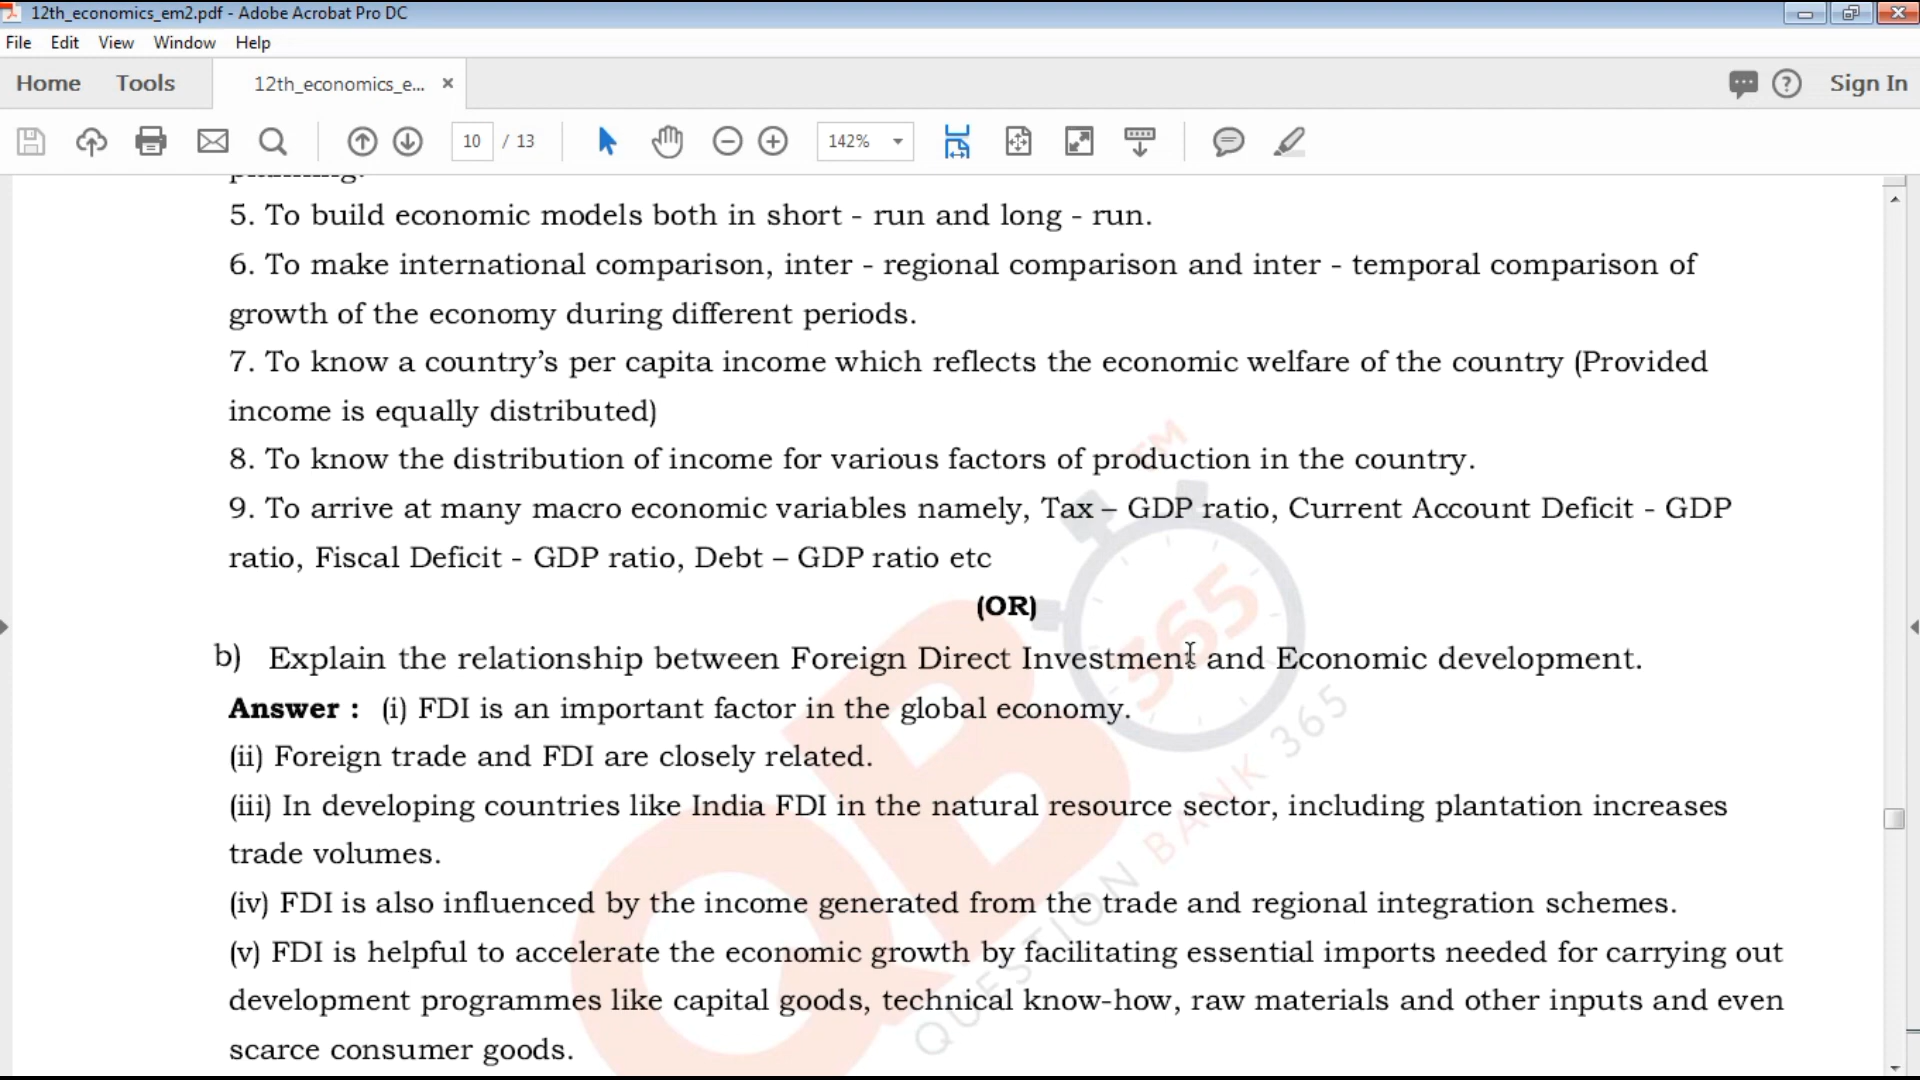 12th_economics_em2.pdf - Adobe Acrobat Pro DC
File Edit View Window Help
Home Tools 12th_economics_e... × Sign In
10 / 13 142%
planning.
5. To build economic models both in short - run and long - run.
6. To make international comparison, inter - regional comparison and inter - temporal comparison of
growth of the economy during different periods.
7. To know a country’s per capita income which reflects the economic welfare of the country (Provided
income is equally distributed)
8. To know the distribution of income for various factors of production in the country.
9. To arrive at many macro economic variables namely, Tax – GDP ratio, Current Account Deficit - GDP
ratio, Fiscal Deficit - GDP ratio, Debt – GDP ratio etc
(OR)
b) Explain the relationship between Foreign Direct Investment and Economic development.
Answer : (i) FDI is an important factor in the global economy.
(ii) Foreign trade and FDI are closely related.
(iii) In developing countries like India FDI in the natural resource sector, including plantation increases
trade volumes.
(iv) FDI is also influenced by the income generated from the trade and regional integration schemes.
(v) FDI is helpful to accelerate the economic growth by facilitating essential imports needed for carrying out
development programmes like capital goods, technical know-how, raw materials and other inputs and even
scarce consumer goods.
QB
365
TM
QUESTION BANK 365